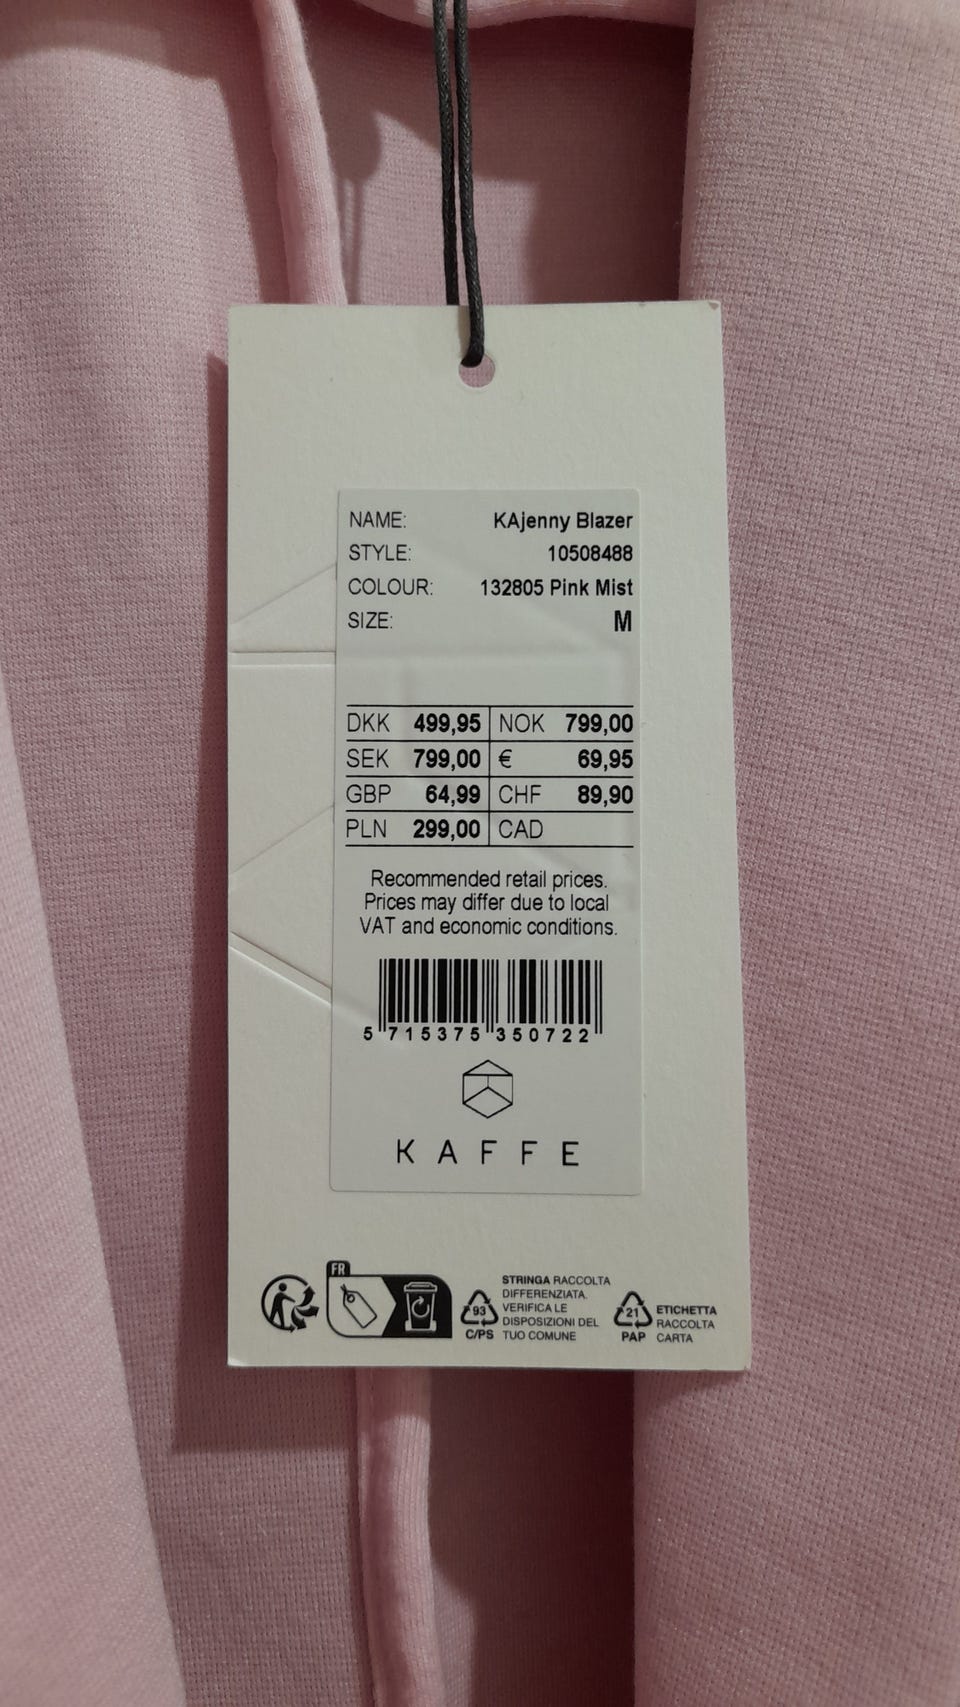 NAME: KAjenny Blazer
STYLE: 10508488
COLOUR: 132805 Pink Mist
SIZE: M
DKK 499,95 NOK 799,00
SEK 799,00 € 69,95
GBP 64,99 CHF 89,90
PLN 299,00 CAD
Recommended retail prices.
Prices may differ due to local
VAT and economic conditions.
5 715375 350722
KAFFE
FR
93
C/PS
STRINGA RACCOLTA
DIFFERENZIATA.
VERIFICA LE
DISPOSIZIONI DEL
TUO COMUNE
21
PAP
ETICHETTA
RACCOLTA
CARTA